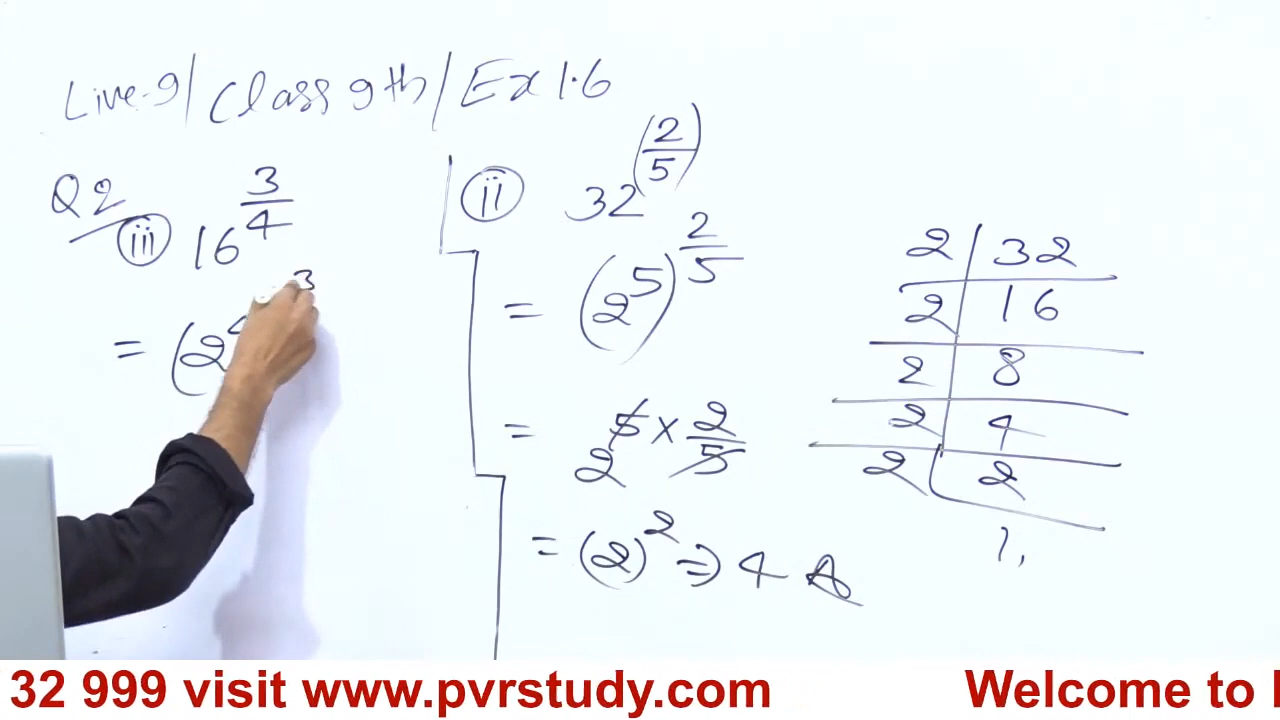 Live-9/Class 9th/Ex 1.6
Q2
(iii) 16^(3/4)
= (2^4 3
(ii) 32^(2/5)
= (2^5)^(2/5)
= 2^(5 × 2/5)
= (2)^2 ⇒ 4 A
2 | 32
2 | 16
2 | 8
2 | 4
2 | 2
1,
32 999 visit www.pvrstudy.com Welcome to